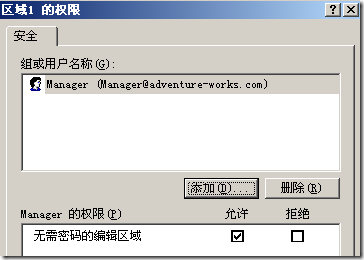 区域1 的权限
安全
组或用户名称(G):
Manager (Manager@adventure-works.com)
添加(D)... 删除(R)
Manager 的权限(P) 允许 拒绝
无需密码的编辑区域